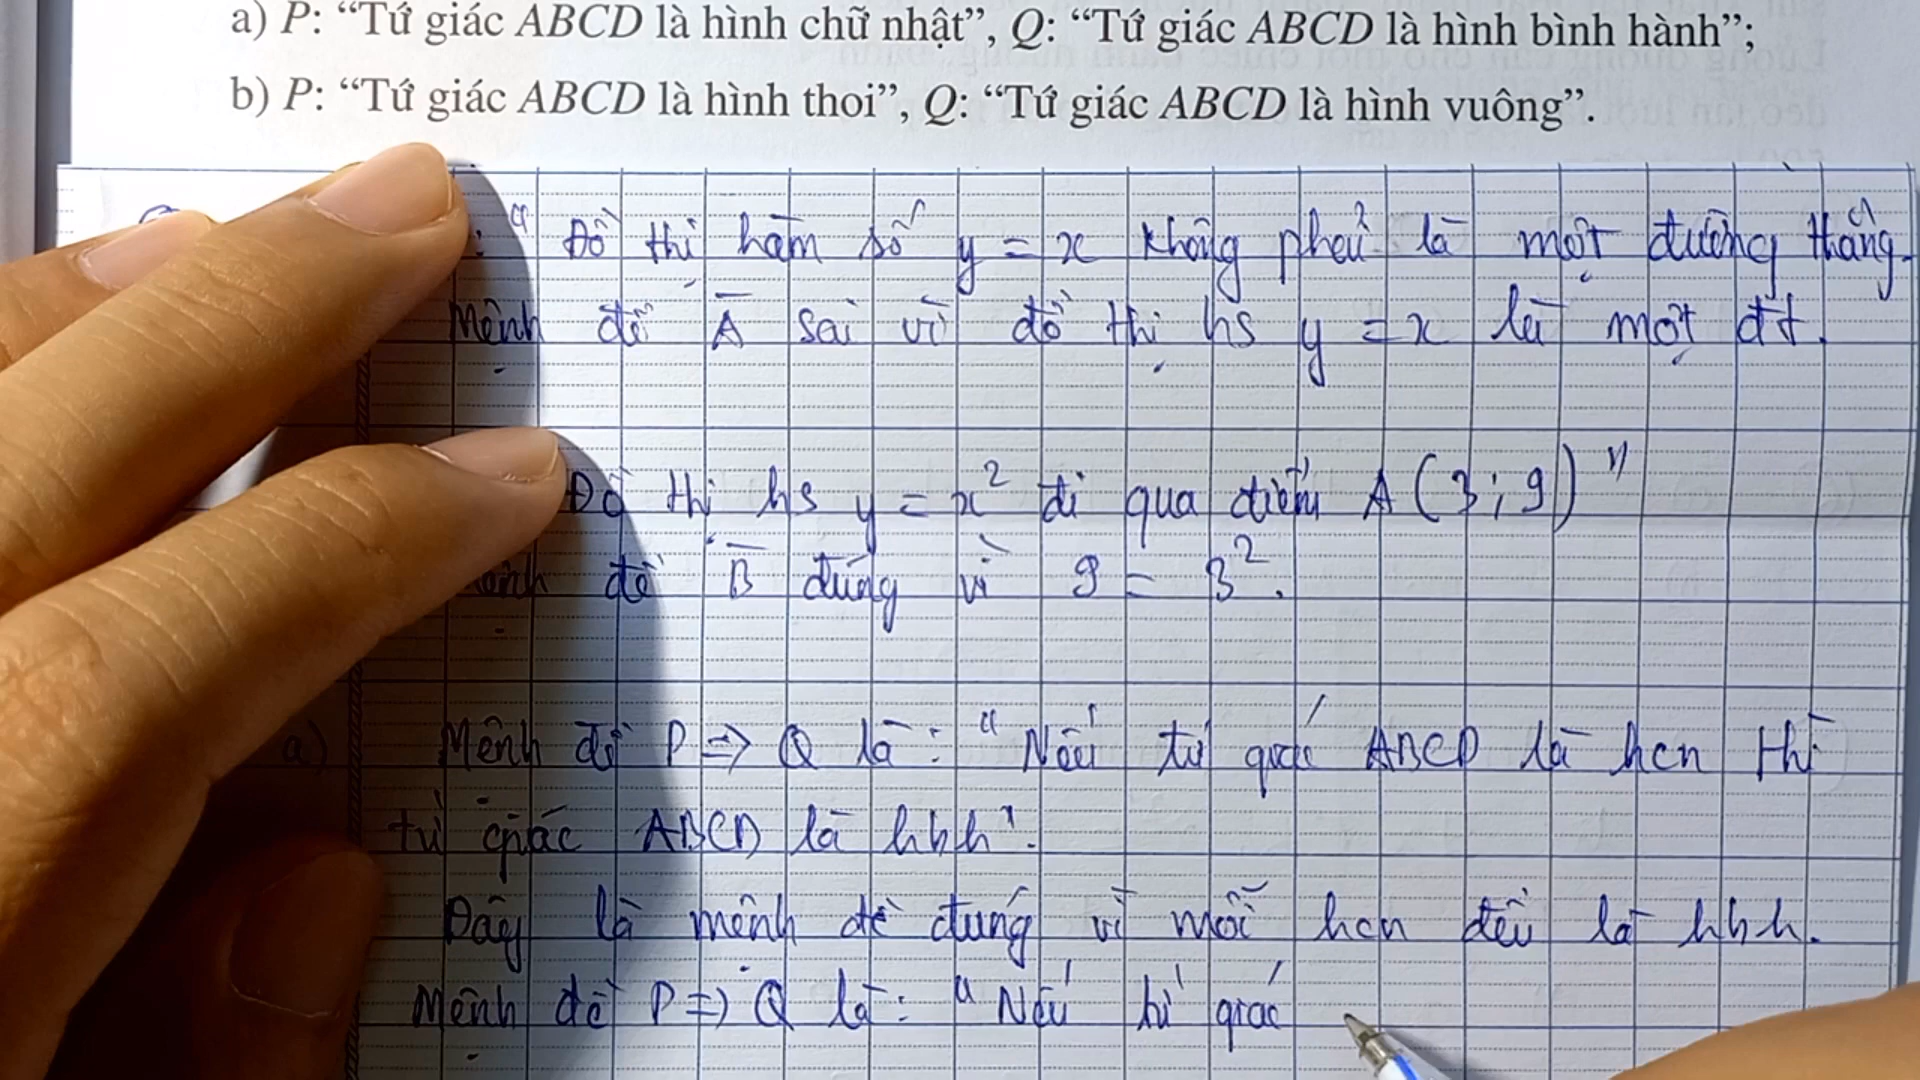 a) P: “Tứ giác ABCD là hình chữ nhật”, Q: “Tứ giác ABCD là hình bình hành”;
b) P: “Tứ giác ABCD là hình thoi”, Q: “Tứ giác ABCD là hình vuông”.
: “ Đồ thị hàm số y = x không phải là một đường thẳng.”
Mệnh đề A̅ sai vì đồ thị hs y = x là một đt.
Đồ thị hs y = x² đi qua điểm A (3 ; 9) ”
đề B̅ đúng vì 9 = 3².
a) Mệnh đề P => Q là : “ Nếu tứ giác ABCD là hcn thì
tứ giác ABCD là hbh”.
Đây là mệnh đề đúng vì mỗi hcn đều là hbh.
Mệnh đề P => Q là : “ Nếu tứ giác